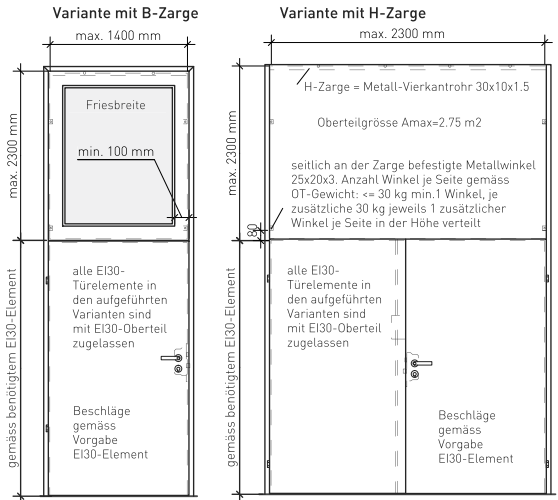 Variante mit B-Zarge
max. 1400 mm
max. 2300 mm
Friesbreite
min. 100 mm
gemäss benötigtem EI30-Element
alle EI30-
Türelemente in
den aufgeführten
Varianten sind
mit EI30-Oberteil
zugelassen
Beschläge
gemäss
Vorgabe
EI30-Element
Variante mit H-Zarge
max. 2300 mm
max. 2300 mm
H-Zarge = Metall-Vierkantrohr 30x10x1.5
Oberteilgrösse Amax=2.75 m2
seitlich an der Zarge befestigte Metallwinkel
25x20x3. Anzahl Winkel je Seite gemäss
OT-Gewicht: <= 30 kg min.1 Winkel, je
zusätzliche 30 kg jeweils 1 zusätzlicher
Winkel je Seite in der Höhe verteilt
80
gemäss benötigtem EI30-Element
alle EI30-
Türelemente in
den aufgeführten
Varianten sind
mit EI30-Oberteil
zugelassen
Beschläge
gemäss
Vorgabe
EI30-Element